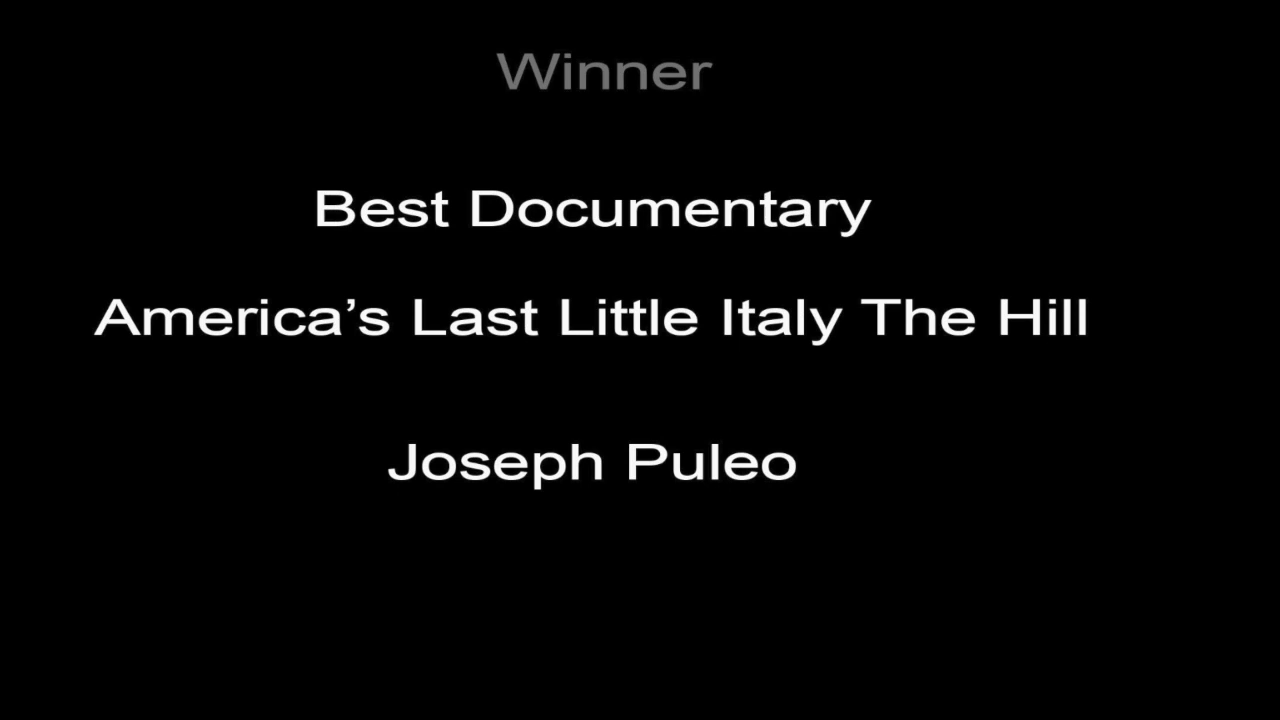 Winner
Best Documentary
America’s Last Little Italy The Hill
Joseph Puleo